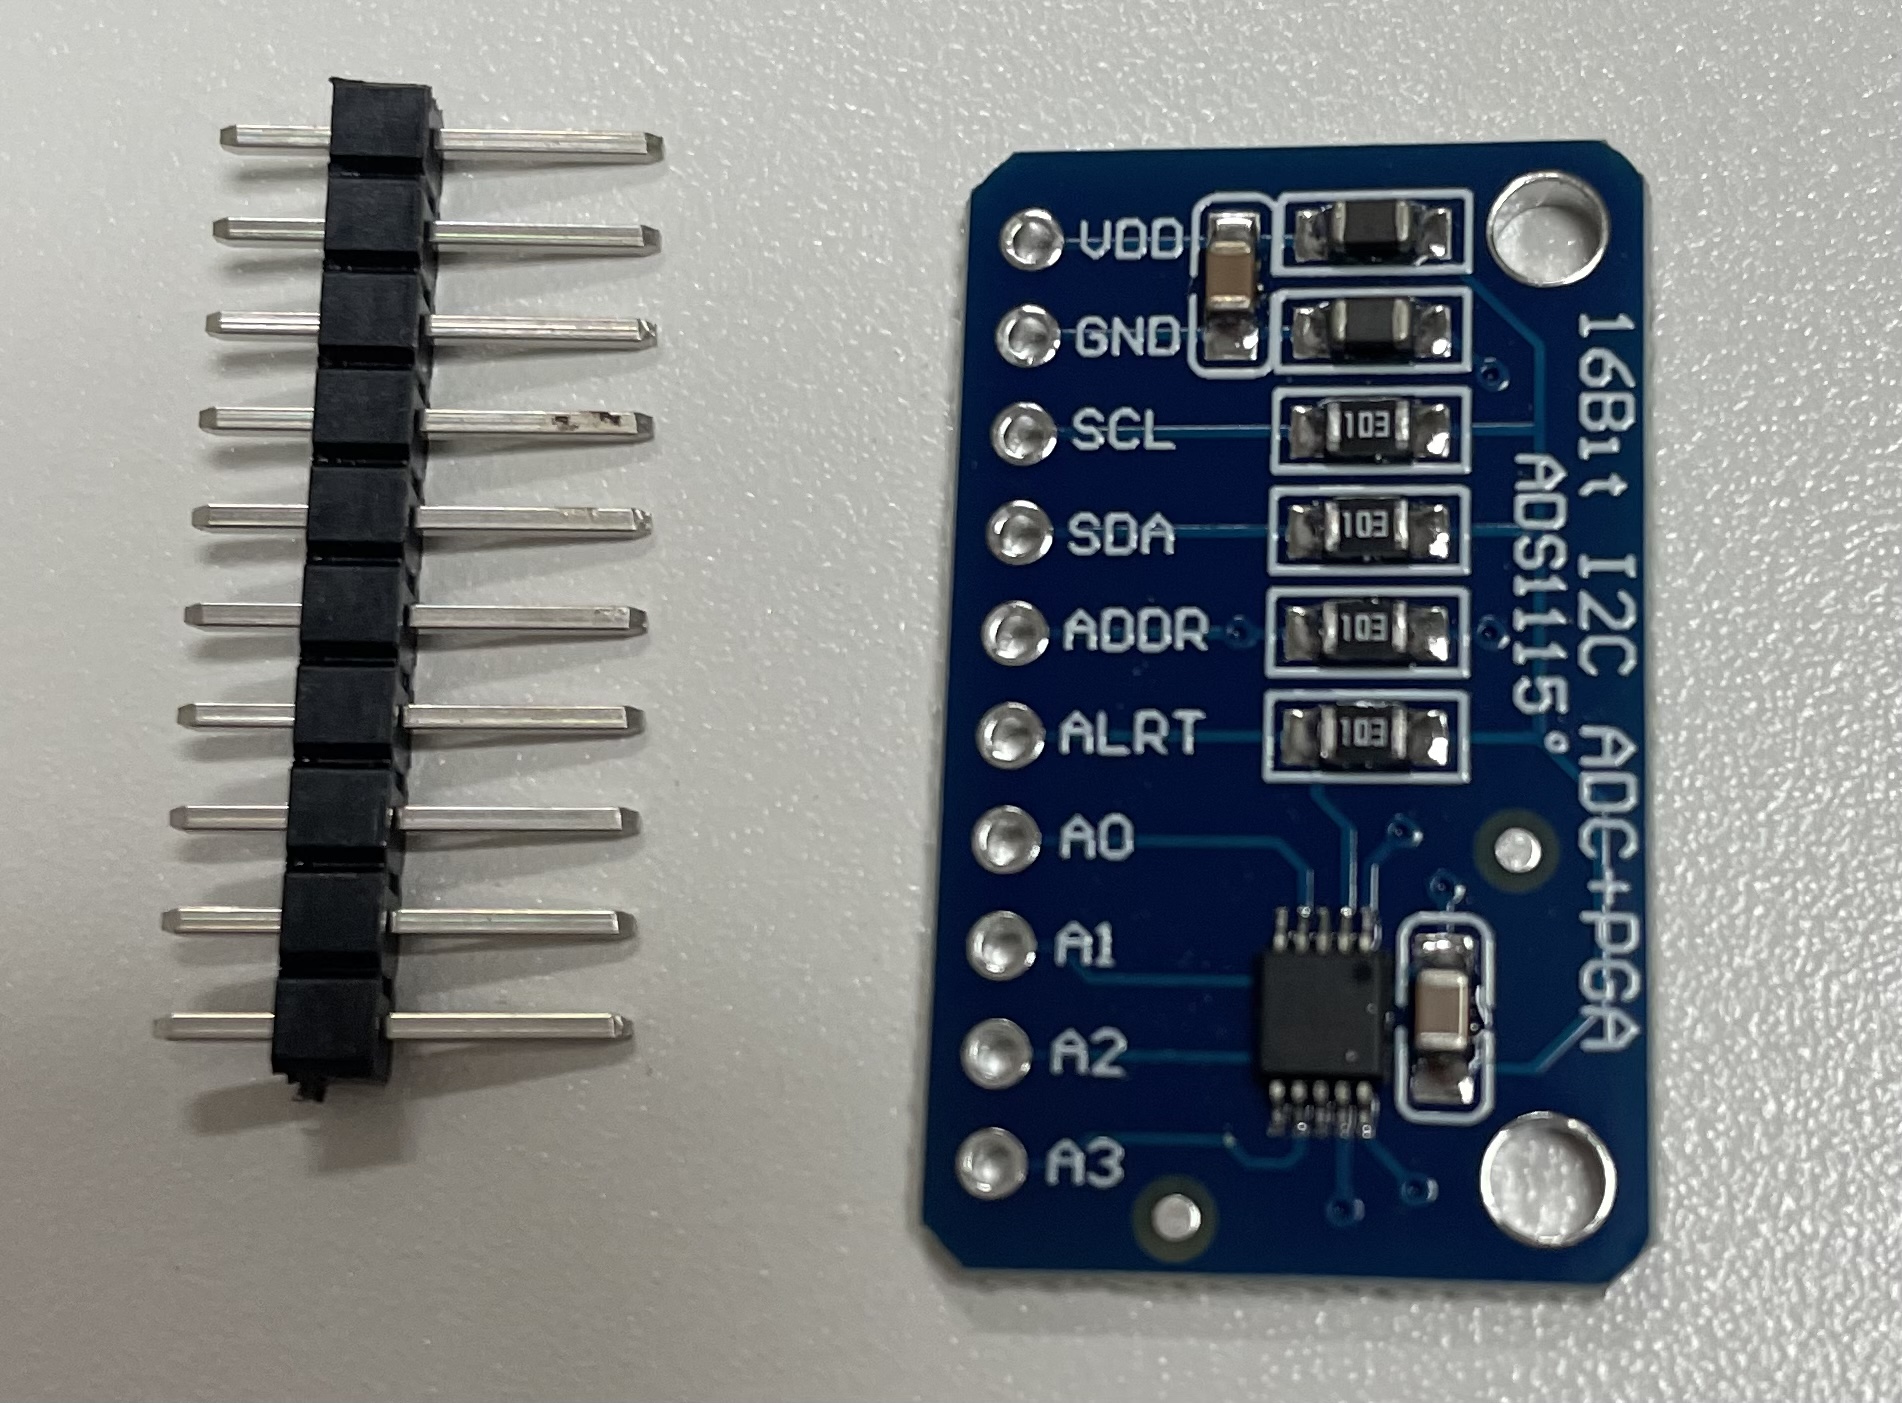 VDD
GND
SCL
SDA
ADDR
ALRT
A0
A1
A2
A3
103
103
103
103
16Bit I2C ADC+PGA
ADS1115